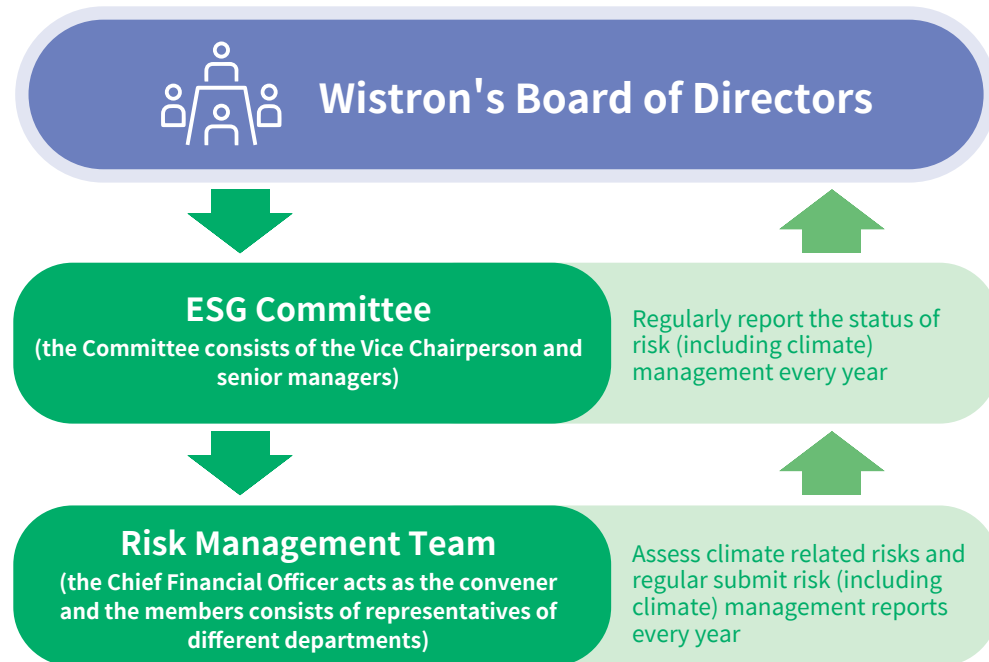 Wistron's Board of Directors
ESG Committee
(the Committee consists of the Vice Chairperson and
senior managers)
Regularly report the status of
risk (including climate)
management every year
Risk Management Team
(the Chief Financial Officer acts as the convener
and the members consists of representatives of
different departments)
Assess climate related risks and
regular submit risk (including
climate) management reports
every year